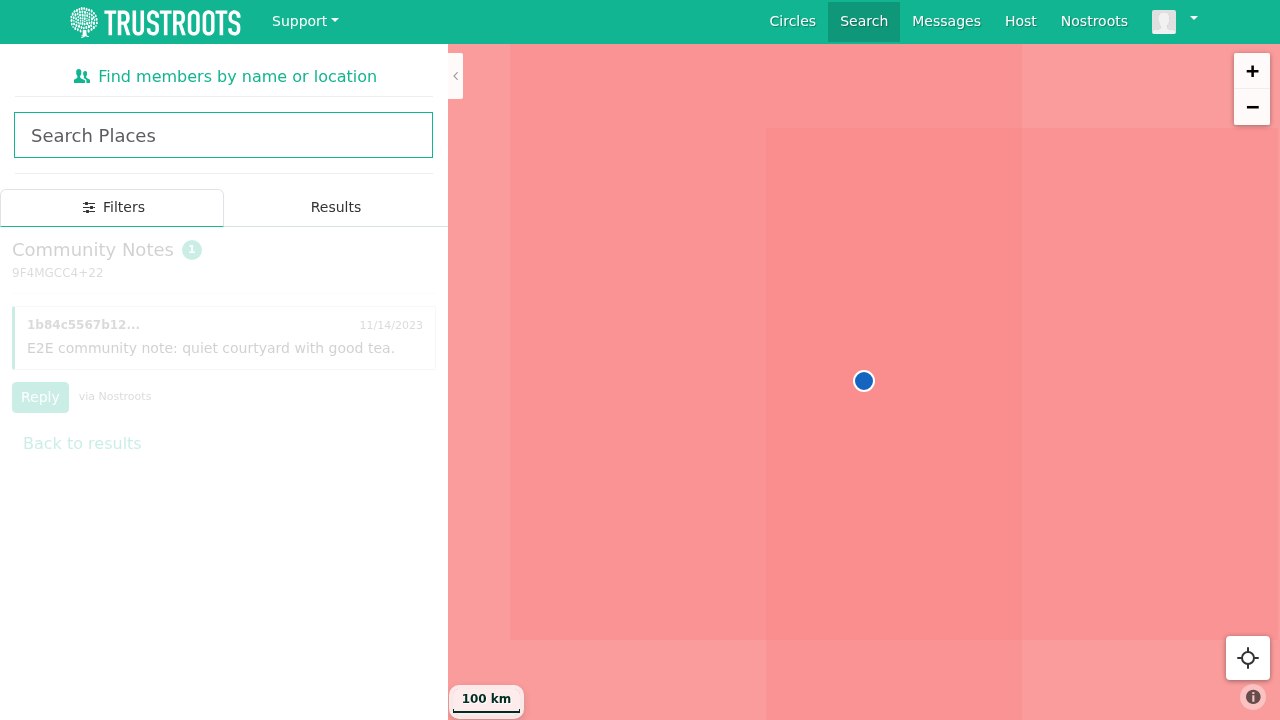 TRUSTROOTS
Support
Circles
Search
Messages
Host
Nostroots
Find members by name or location
Search Places
Filters
Results
Community Notes 1
9F4MGCC4+22
1b84c5567b12... 11/14/2023
E2E community note: quiet courtyard with good tea.
Reply via Nostroots
Back to results
+
−
100 km